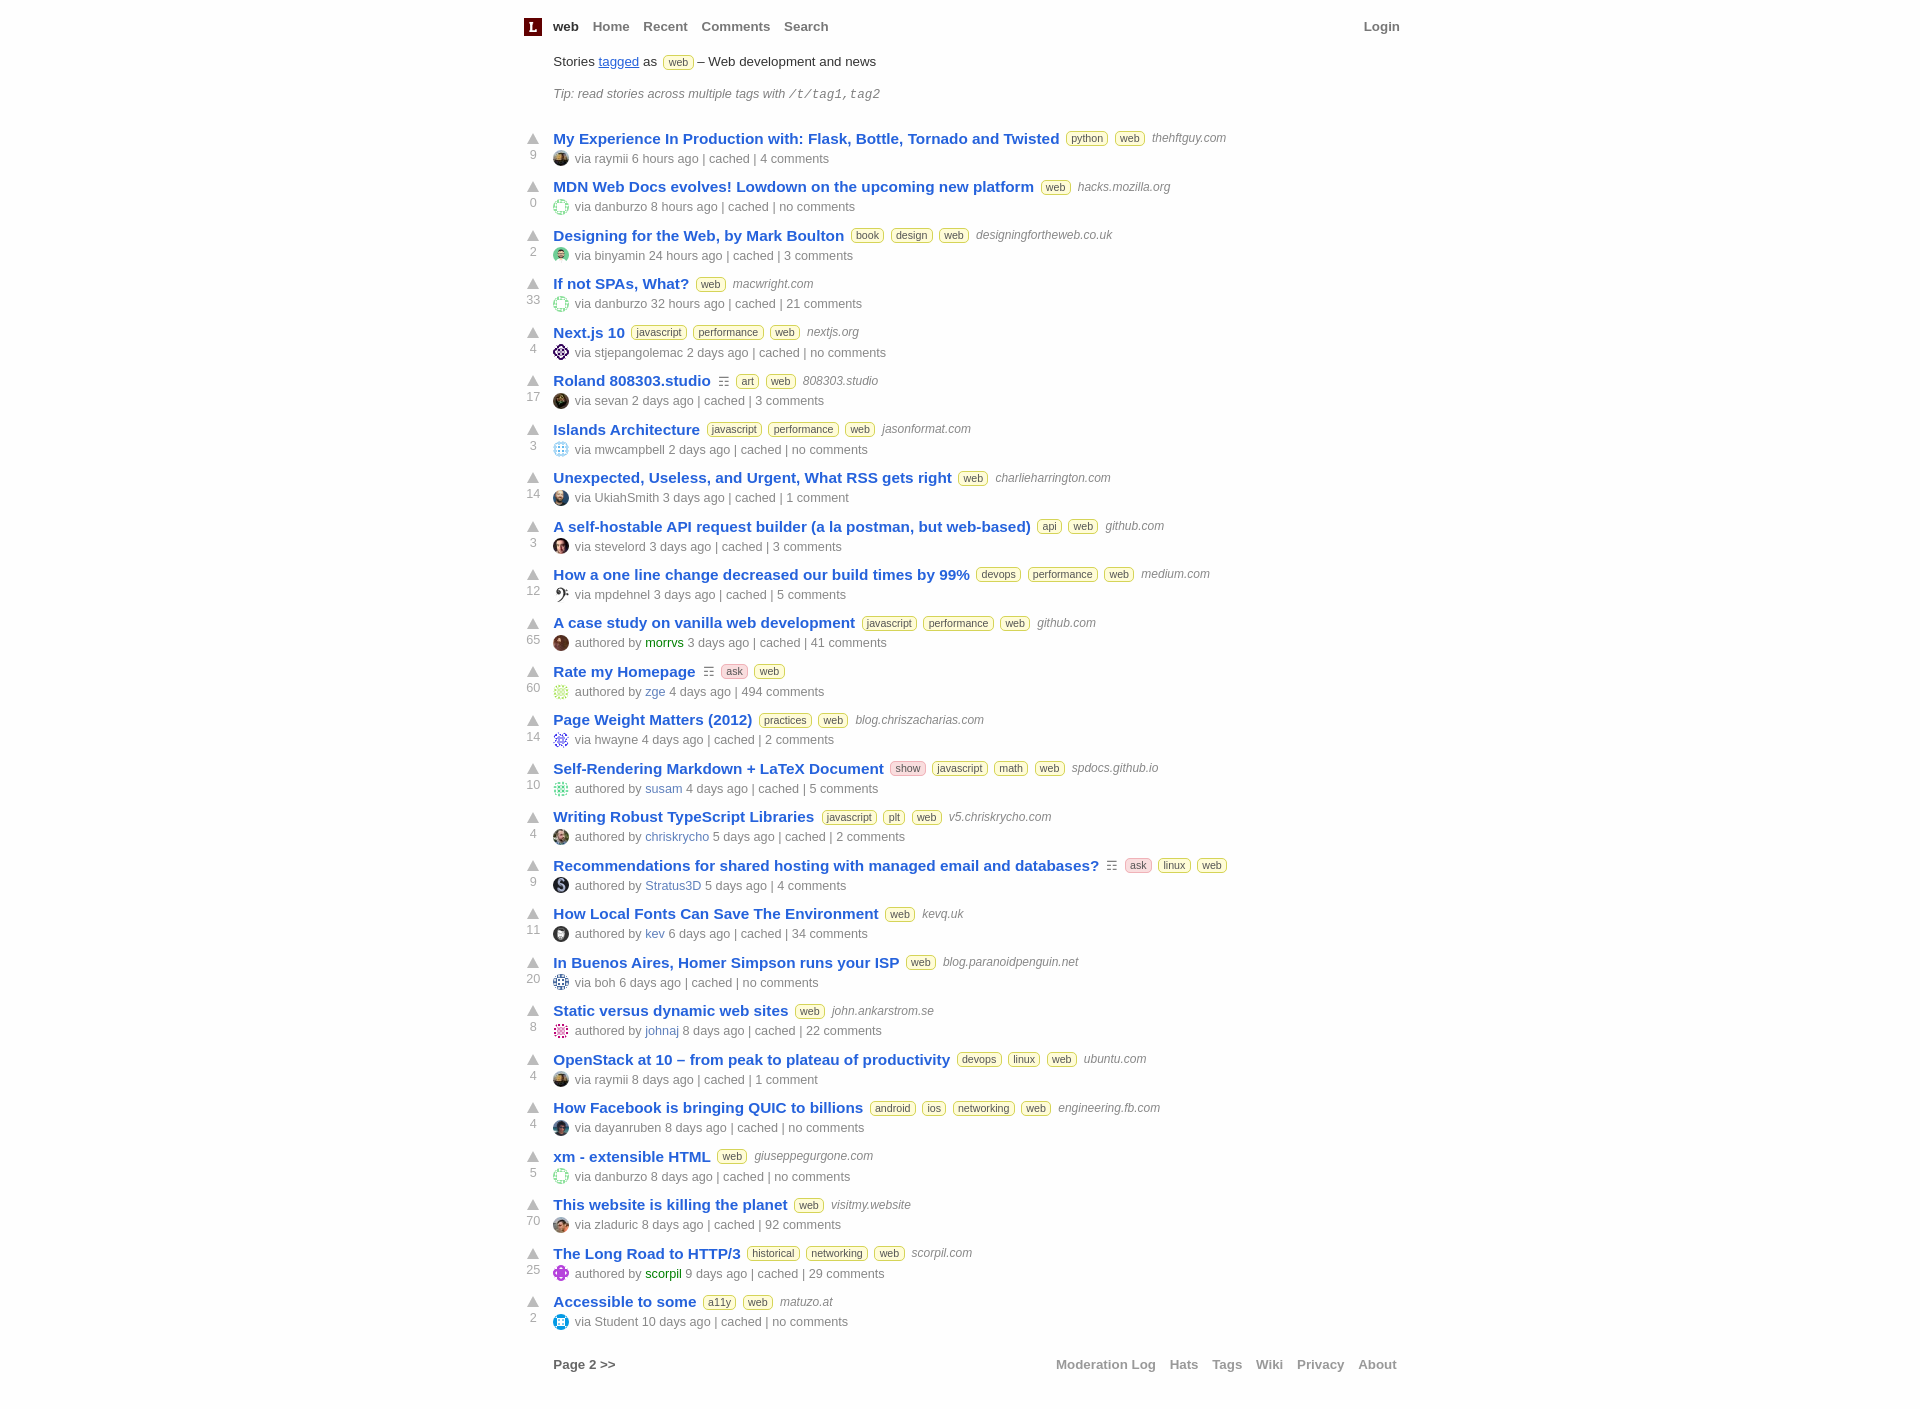 L web Home Recent Comments Search Login
Stories tagged as web – Web development and news
Tip: read stories across multiple tags with /t/tag1,tag2
My Experience In Production with: Flask, Bottle, Tornado and Twisted python web thehftguy.com
9 via raymii 6 hours ago | cached | 4 comments
MDN Web Docs evolves! Lowdown on the upcoming new platform web hacks.mozilla.org
0 via danburzo 8 hours ago | cached | no comments
Designing for the Web, by Mark Boulton book design web designingfortheweb.co.uk
2 via binyamin 24 hours ago | cached | 3 comments
If not SPAs, What? web macwright.com
33 via danburzo 32 hours ago | cached | 21 comments
Next.js 10 javascript performance web nextjs.org
4 via stjepangolemac 2 days ago | cached | no comments
Roland 808303.studio ☶ art web 808303.studio
17 via sevan 2 days ago | cached | 3 comments
Islands Architecture javascript performance web jasonformat.com
3 via mwcampbell 2 days ago | cached | no comments
Unexpected, Useless, and Urgent, What RSS gets right web charlieharrington.com
14 via UkiahSmith 3 days ago | cached | 1 comment
A self-hostable API request builder (a la postman, but web-based) api web github.com
3 via stevelord 3 days ago | cached | 3 comments
How a one line change decreased our build times by 99% devops performance web medium.com
12 via mpdehnel 3 days ago | cached | 5 comments
A case study on vanilla web development javascript performance web github.com
65 authored by morrvs 3 days ago | cached | 41 comments
Rate my Homepage ☶ ask web
60 authored by zge 4 days ago | 494 comments
Page Weight Matters (2012) practices web blog.chriszacharias.com
14 via hwayne 4 days ago | cached | 2 comments
Self-Rendering Markdown + LaTeX Document show javascript math web spdocs.github.io
10 authored by susam 4 days ago | cached | 5 comments
Writing Robust TypeScript Libraries javascript plt web v5.chriskrycho.com
4 authored by chriskrycho 5 days ago | cached | 2 comments
Recommendations for shared hosting with managed email and databases? ☶ ask linux web
9 authored by Stratus3D 5 days ago | 4 comments
How Local Fonts Can Save The Environment web kevq.uk
11 authored by kev 6 days ago | cached | 34 comments
In Buenos Aires, Homer Simpson runs your ISP web blog.paranoidpenguin.net
20 via boh 6 days ago | cached | no comments
Static versus dynamic web sites web john.ankarstrom.se
8 authored by johnaj 8 days ago | cached | 22 comments
OpenStack at 10 – from peak to plateau of productivity devops linux web ubuntu.com
4 via raymii 8 days ago | cached | 1 comment
How Facebook is bringing QUIC to billions android ios networking web engineering.fb.com
4 via dayanruben 8 days ago | cached | no comments
xm - extensible HTML web giuseppegurgone.com
5 via danburzo 8 days ago | cached | no comments
This website is killing the planet web visitmy.website
70 via zladuric 8 days ago | cached | 92 comments
The Long Road to HTTP/3 historical networking web scorpil.com
25 authored by scorpil 9 days ago | cached | 29 comments
Accessible to some a11y web matuzo.at
2 via Student 10 days ago | cached | no comments
Page 2 >> Moderation Log Hats Tags Wiki Privacy About